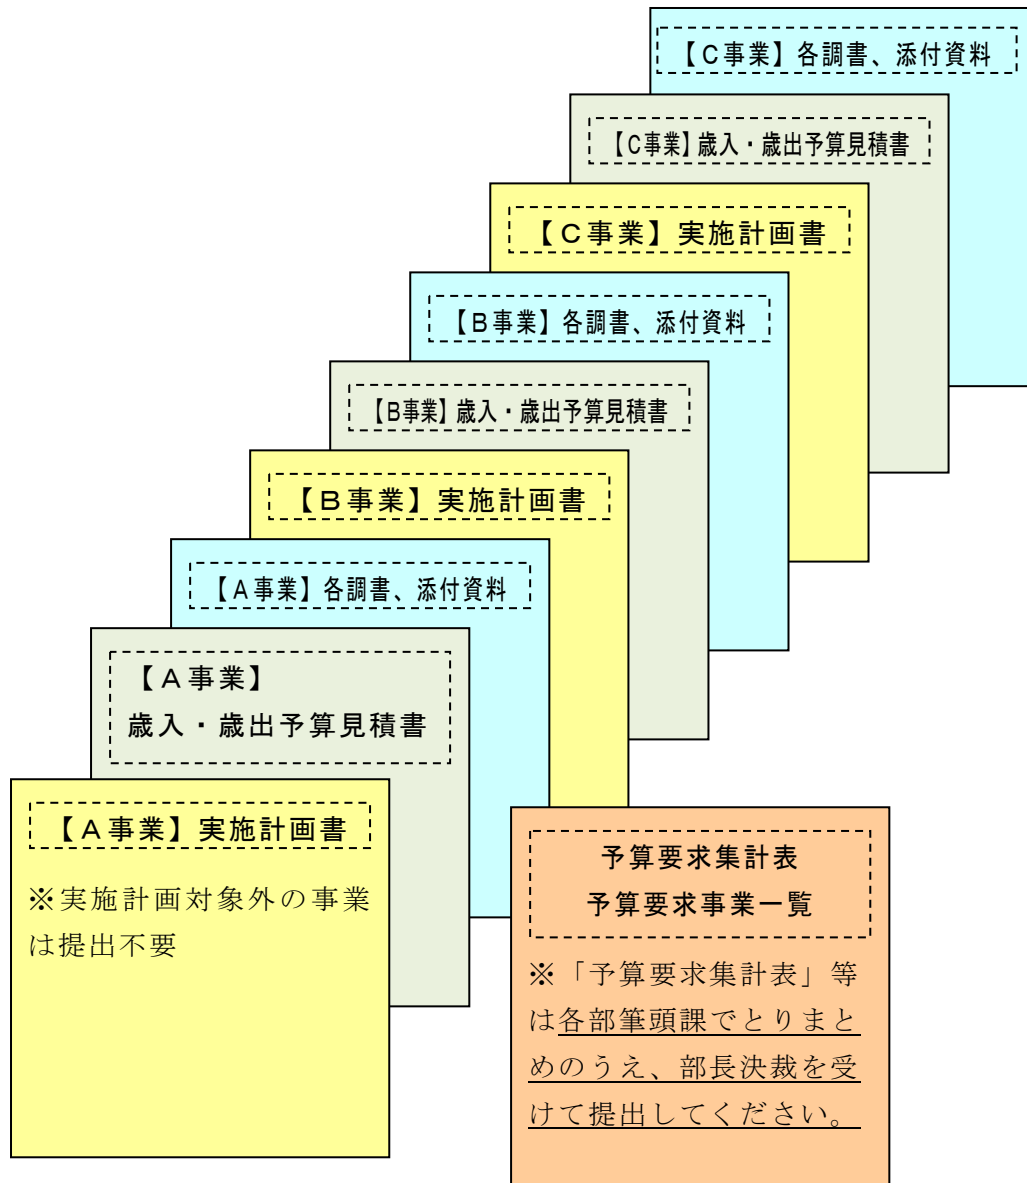 【C事業】各調書、添付資料
【C事業】歳入・歳出予算見積書
【C事業】実施計画書
【B事業】各調書、添付資料
【B事業】歳入・歳出予算見積書
【B事業】実施計画書
【A事業】各調書、添付資料
【A事業】
歳入・歳出予算見積書
【A事業】実施計画書
※実施計画対象外の事業
は提出不要
予算要求集計表
予算要求事業一覧
※「予算要求集計表」等
は各部筆頭課でとりまと
めのうえ、部長決裁を受
けて提出してください。